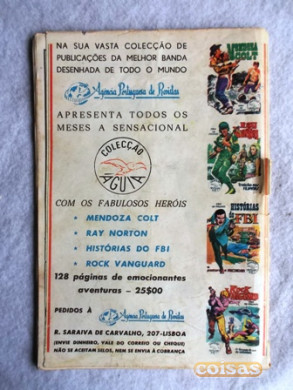 NA SUA VASTA COLECÇÃO DE
PUBLICAÇÕES DA MELHOR BANDA
DESENHADA DE TODO O MUNDO
Agência Portuguesa de Revistas
APRESENTA TODOS OS
MESES A SENSACIONAL
COLECÇÃO
ÁGUIA
COM OS FABULOSOS HERÓIS
• MENDOZA COLT
• RAY NORTON
• HISTÓRIAS DO FBI
• ROCK VANGUARD
128 páginas de emocionantes
aventuras – 25$00
PEDIDOS À Agência Portuguesa de Revistas
R. SARAIVA DE CARVALHO, 207-LISBOA
(ENVIE DINHEIRO, VALE DO CORREIO OU CHEQUE)
NÃO SE ACEITAM SELOS, NEM SE ENVIA À COBRANÇA
MENDOZA
COLT
HISTÓRIAS
FBI
coisas